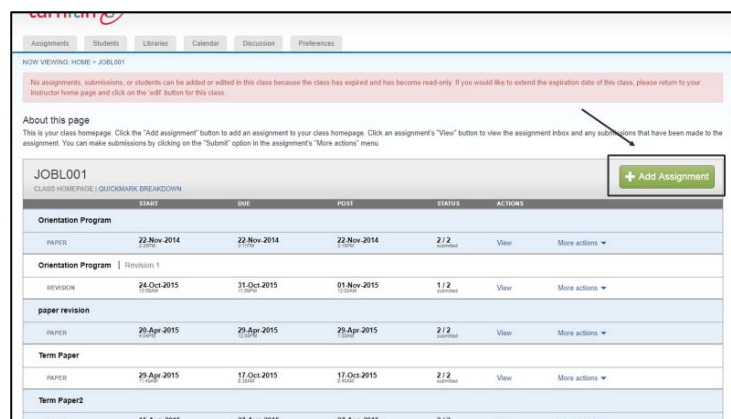 turnitin
Assignments Students Libraries Calendar Discussion Preferences
NOW VIEWING: HOME > JOBL001
No assignments, submissions, or students can be added or edited in this class because the class has expired and has become read-only. If you would like to extend the expiration date of this class, please return to your
instructor home page and click on the 'edit' button for this class.
About this page
This is your class homepage. Click the "Add assignment" button to add an assignment to your class homepage. Click an assignment's "View" button to view the assignment inbox and any submissions that have been made to the
assignment. You can make submissions by clicking on the "Submit" option in the assignment's "More actions" menu.
JOBL001
CLASS HOMEPAGE | QUICKMARK BREAKDOWN
+ Add Assignment
START DUE POST STATUS ACTIONS
Orientation Program
PAPER 22-Nov-2014 22-Nov-2014 22-Nov-2014 2 / 2 View More actions
submitted
Orientation Program | Revision 1
REVISION 24-Oct-2015 31-Oct-2015 01-Nov-2015 1 / 2 View More actions
submitted
paper revision
PAPER 20-Apr-2015 29-Apr-2015 29-Apr-2015 2 / 2 View More actions
submitted
Term Paper
PAPER 29-Apr-2015 17-Oct-2015 17-Oct-2015 2 / 2 View More actions
submitted
Term Paper2